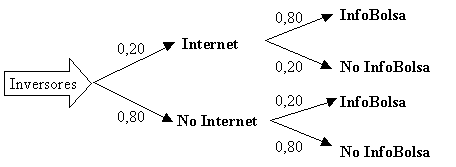 0,80 InfoBolsa
0,20 Internet
0,20 No InfoBolsa
Inversores
0,20 InfoBolsa
0,80 No Internet
0,80 No InfoBolsa